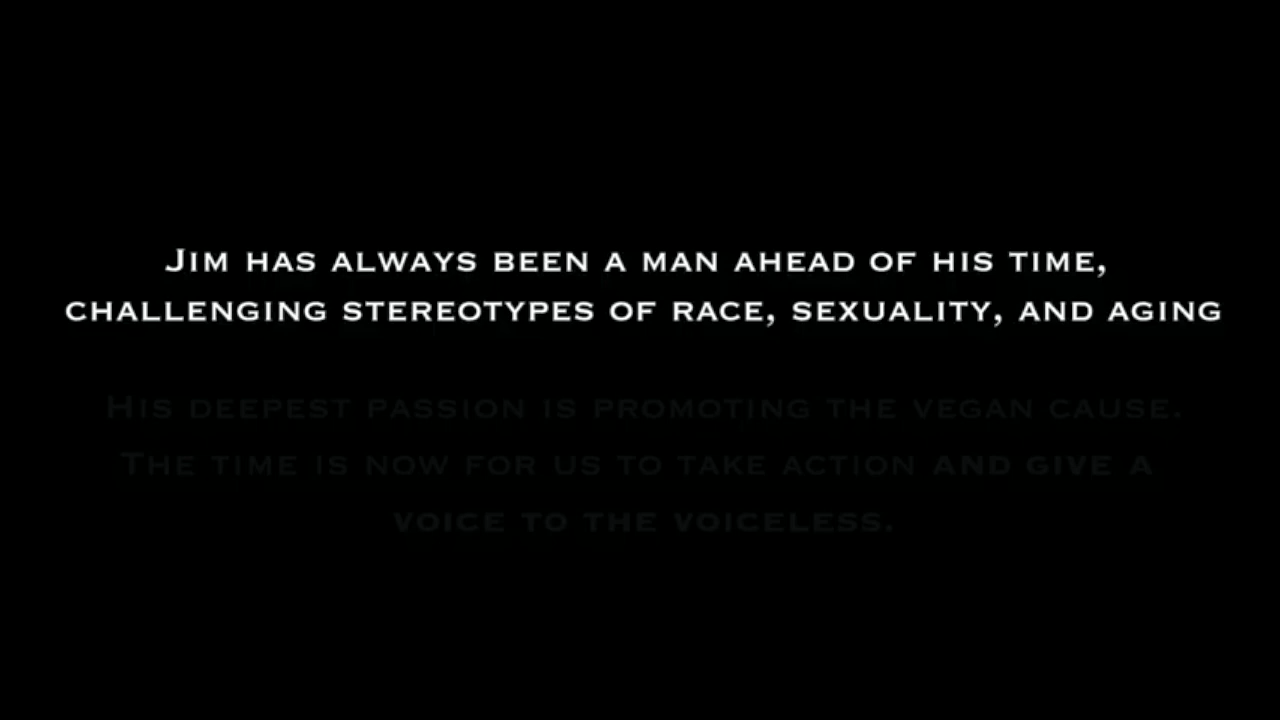 Jim has always been a man ahead of his time,
challenging stereotypes of race, sexuality, and aging
His deepest passion is promoting the vegan cause.
The time is now for us to take action and give a
voice to the voiceless.